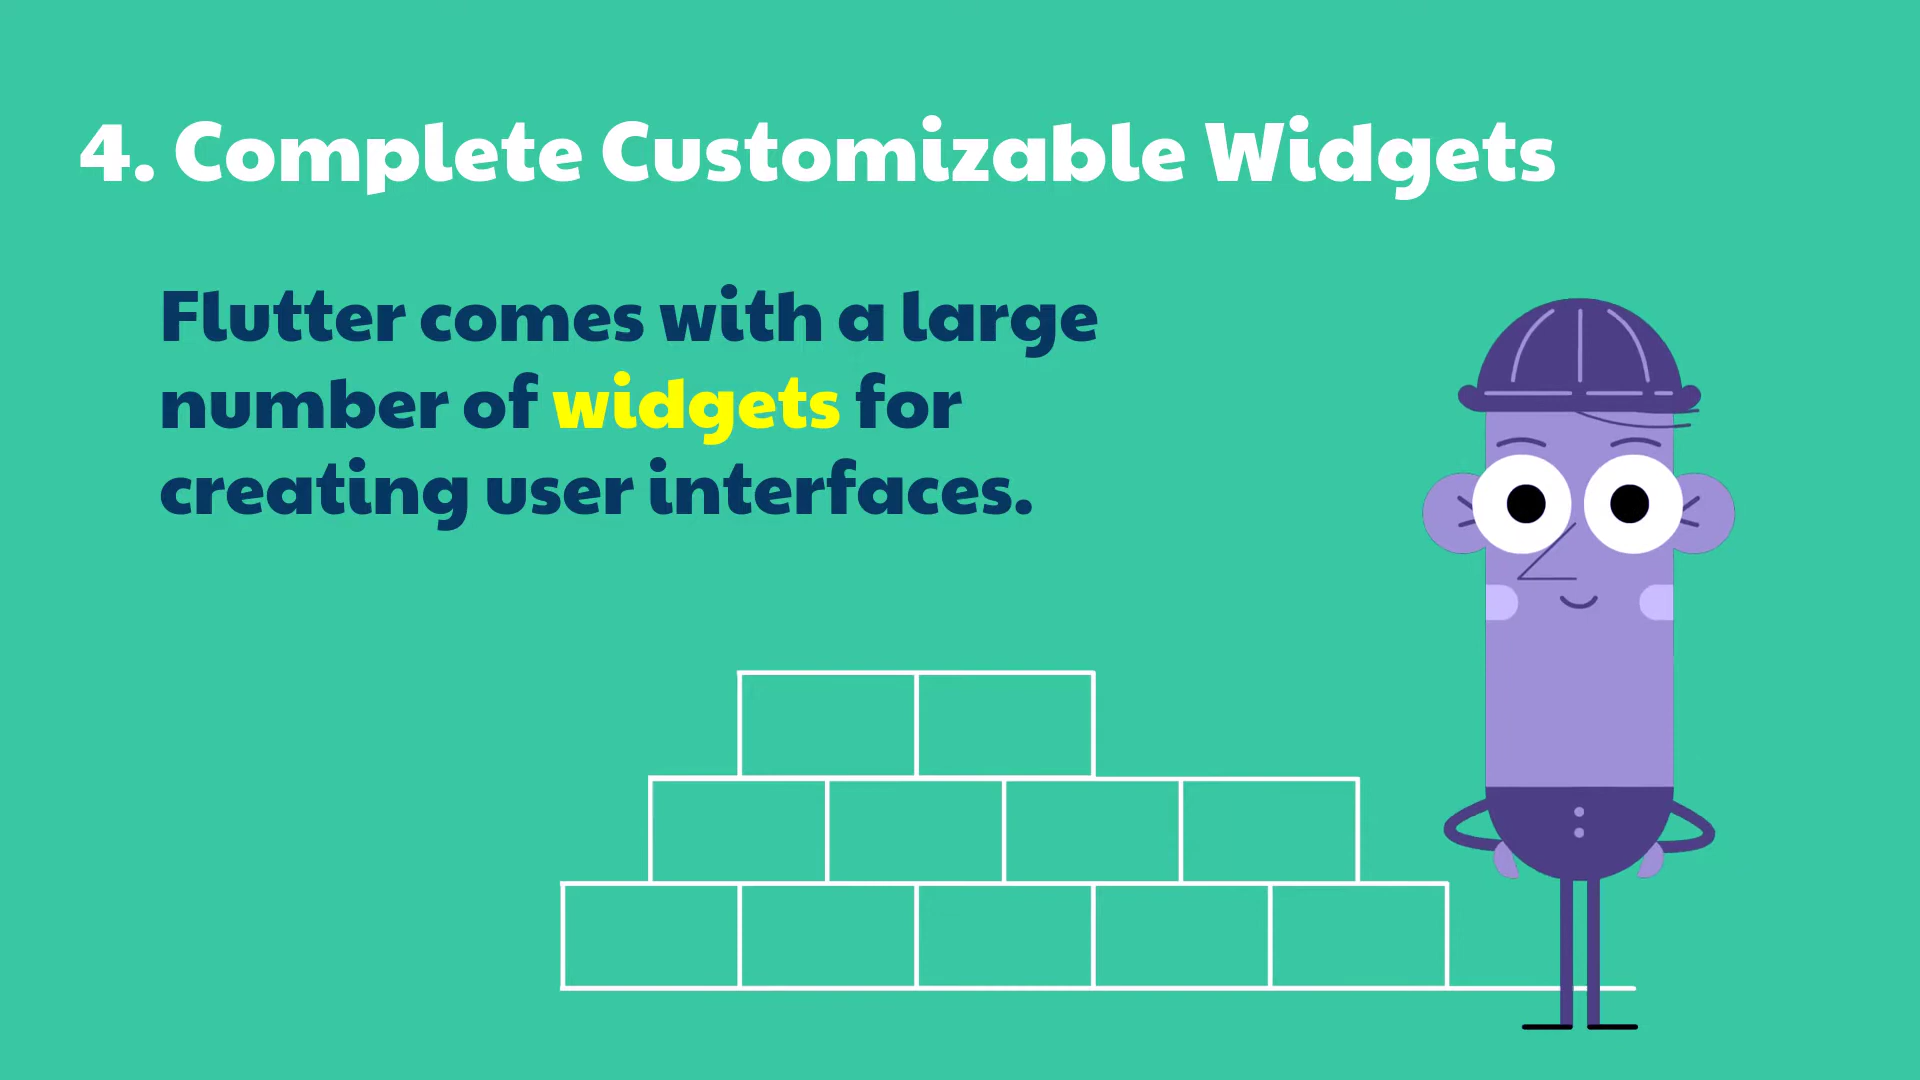 4. Complete Customizable Widgets
Flutter comes with a large
number of widgets for
creating user interfaces.